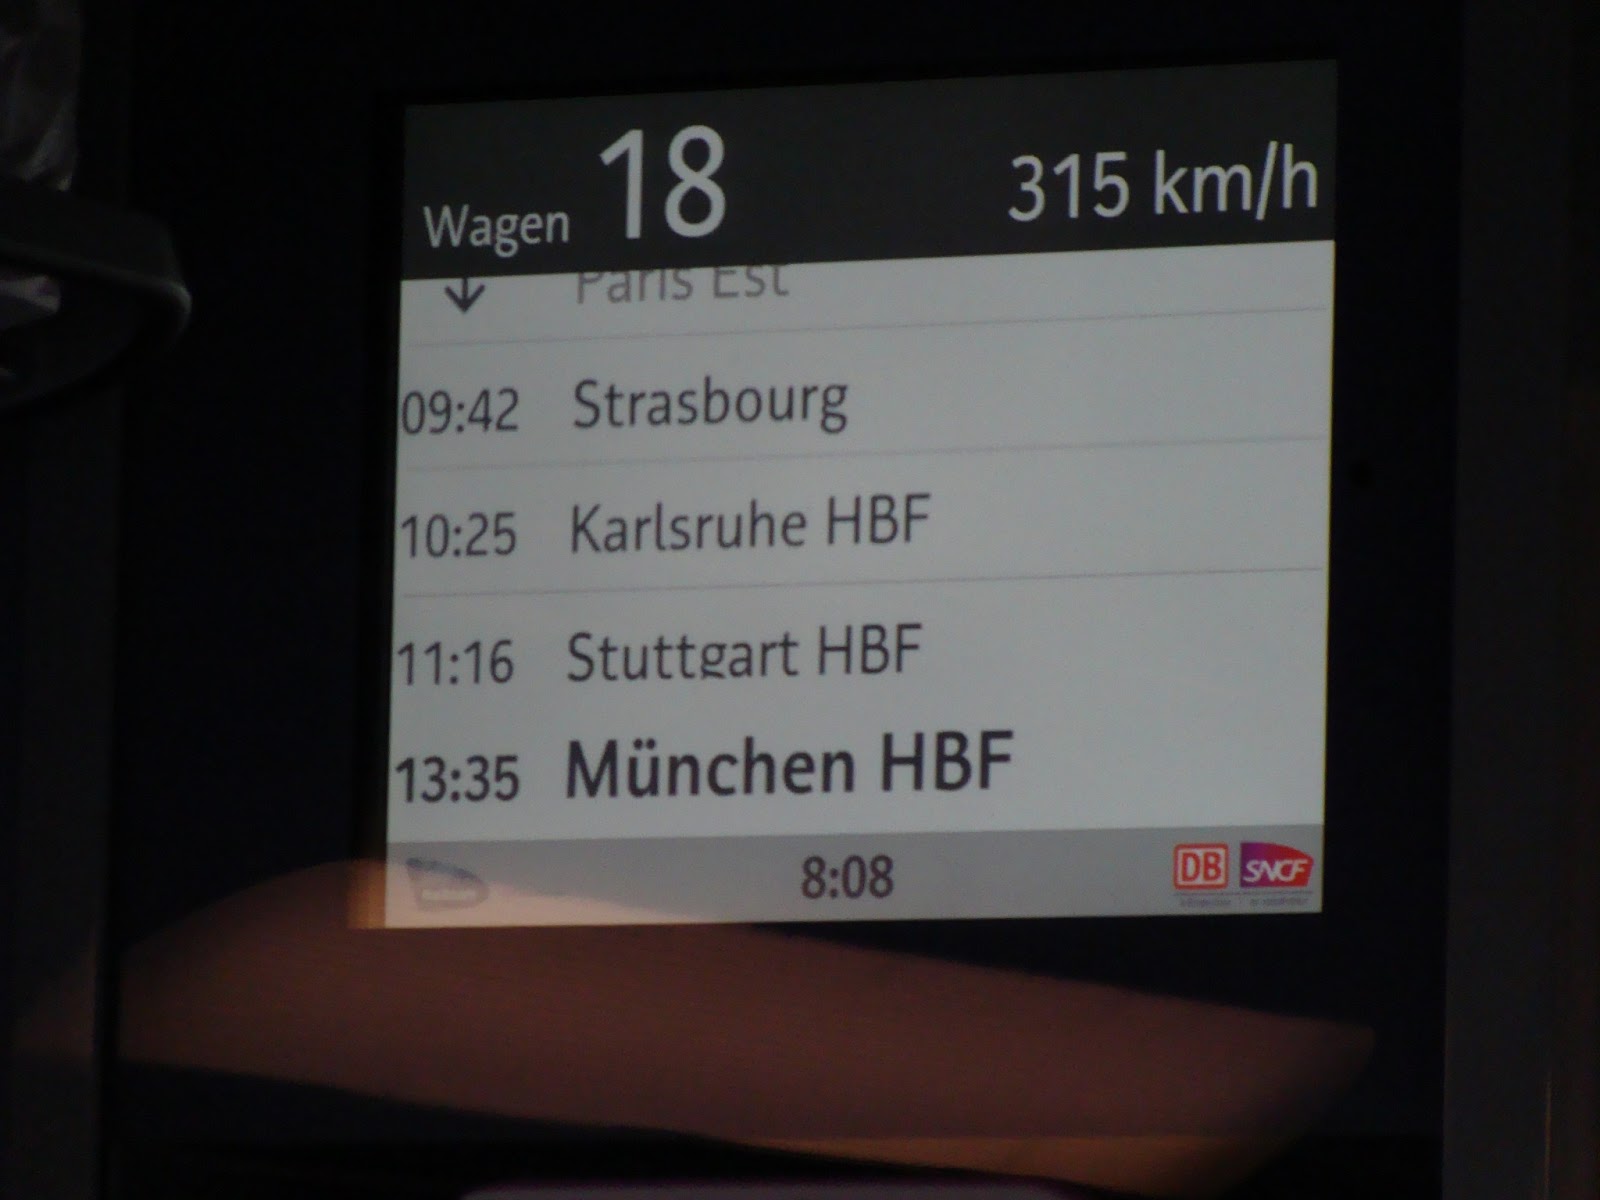 Wagen 18 315 km/h
Paris Est
09:42 Strasbourg
10:25 Karlsruhe HBF
11:16 Stuttgart HBF
13:35 München HBF
8:08 DB SNCF